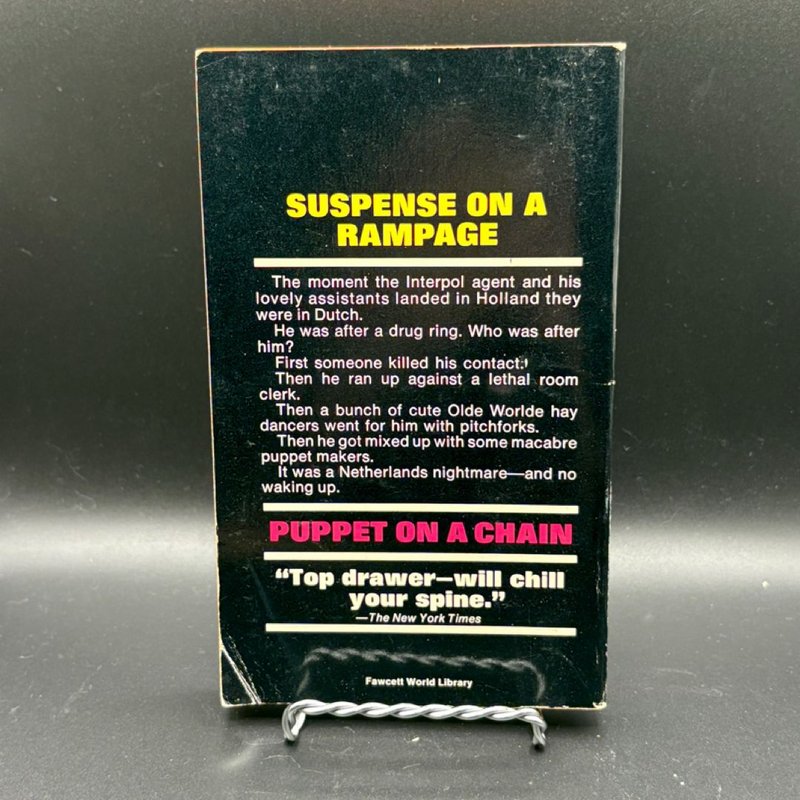 SUSPENSE ON A
RAMPAGE
The moment the Interpol agent and his
lovely assistants landed in Holland they
were in Dutch.
He was after a drug ring. Who was after
him?
First someone killed his contact.
Then he ran up against a lethal room
clerk.
Then a bunch of cute Olde Worlde hay
dancers went for him with pitchforks.
Then he got mixed up with some macabre
puppet makers.
It was a Netherlands nightmare—and no
waking up.
PUPPET ON A CHAIN
“Top drawer—will chill
your spine.”
—The New York Times
Fawcett World Library